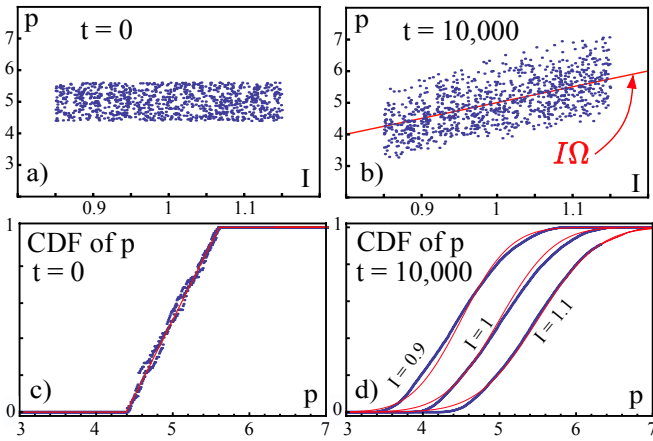 p
t = 0
7
6
5
4
3
2
a)
I
0.9
1
1.1
p
t = 10,000
7
6
5
4
3
2
b)
IΩ
I
0.9
1
1.1
1
CDF of p
t = 0
0
c)
p
3
4
5
6
7
1
CDF of p
t = 10,000
I = 0.9
I = 1
I = 1.1
0
d)
p
3
4
5
6
7